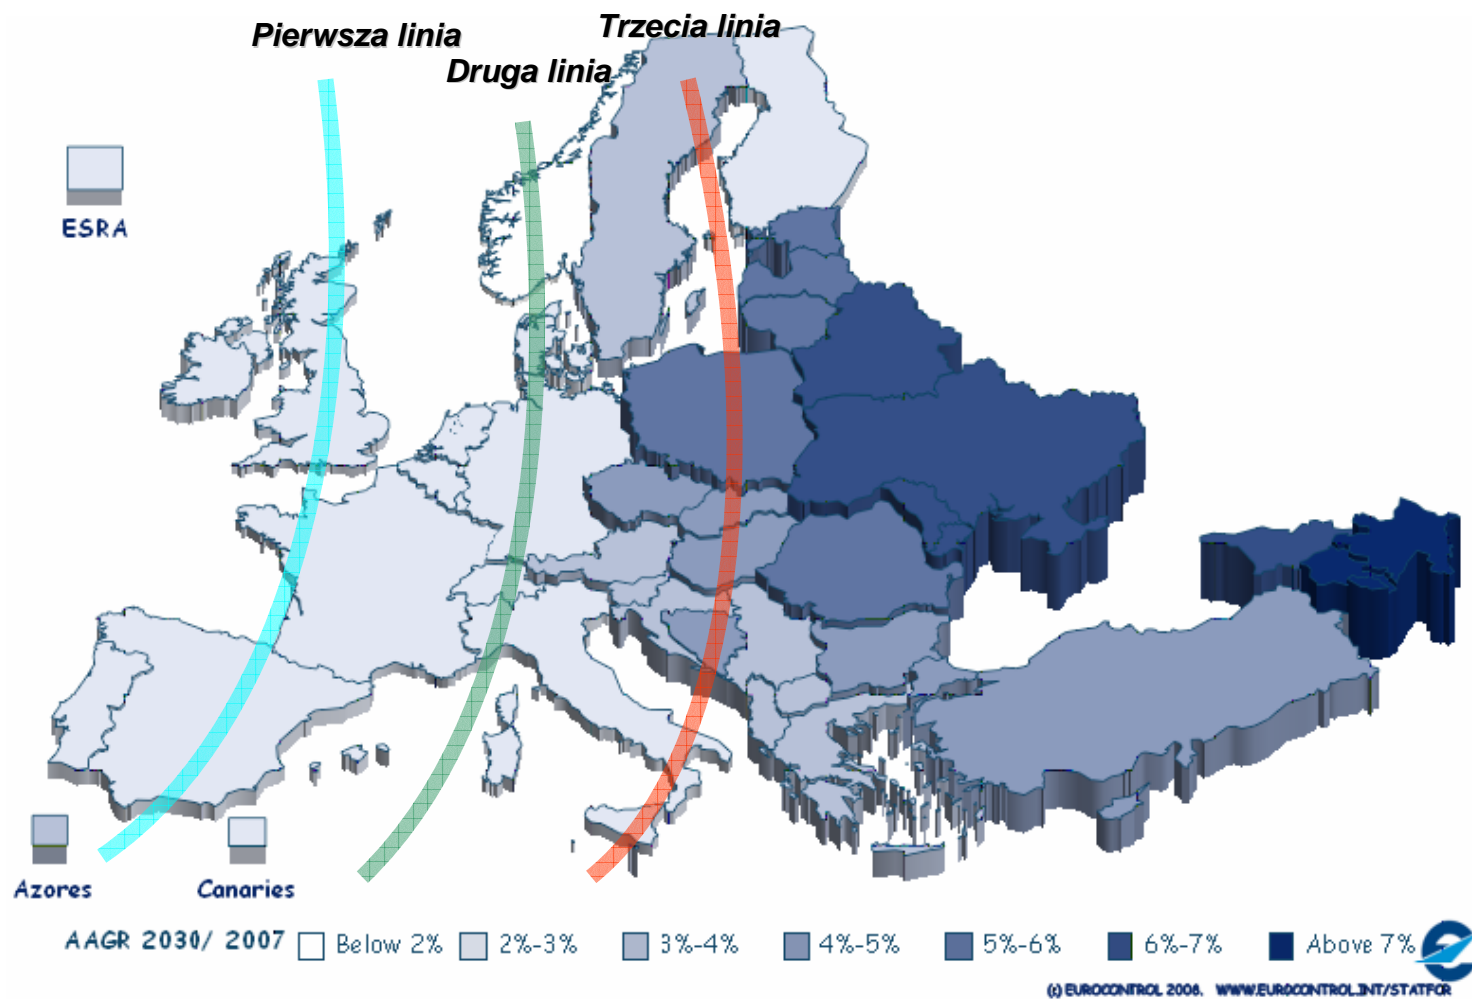 Pierwsza linia
Trzecia linia
Druga linia
ESRA
Azores
Canaries
AAGR 2030/ 2007 Below 2% 2%-3% 3%-4% 4%-5% 5%-6% 6%-7% Above 7%
(c) EUROCONTROL 2008. WWW.EUROCONTROL.INT/STATFOR